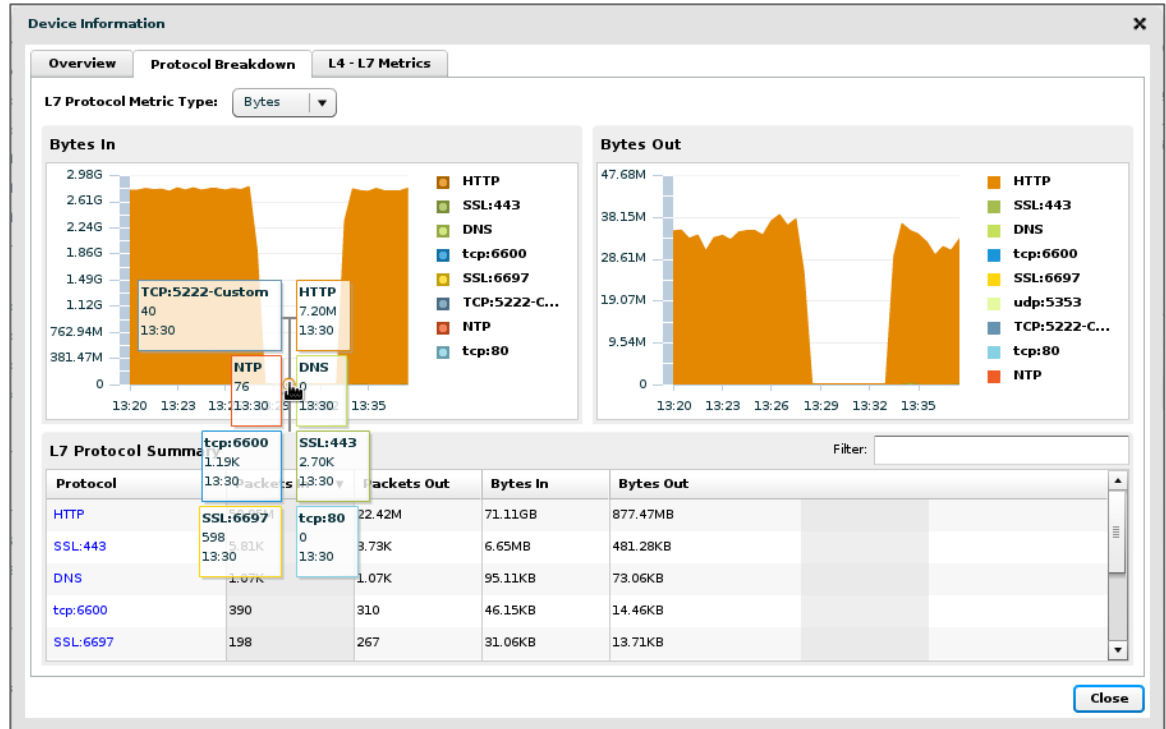 Device Information
Overview
Protocol Breakdown
L4 - L7 Metrics
L7 Protocol Metric Type:
Bytes
Bytes In
2.98G
2.61G
2.24G
1.86G
1.49G
1.12G
762.94M
381.47M
0
13:20
13:23
13:35
HTTP
SSL:443
DNS
tcp:6600
SSL:6697
TCP:5222-C...
NTP
tcp:80
TCP:5222-Custom
40
13:30
HTTP
7.20M
13:30
NTP
76
13:30
DNS
0
13:30
tcp:6600
1.19K
13:30
SSL:443
2.70K
13:30
SSL:6697
598
13:30
tcp:80
0
13:30
Bytes Out
47.68M
38.15M
28.61M
19.07M
9.54M
0
13:20 13:23 13:26 13:29 13:32 13:35
HTTP
SSL:443
DNS
tcp:6600
SSL:6697
udp:5353
TCP:5222-C...
tcp:80
NTP
L7 Protocol Summa
Filter:
Protocol Packets Packets Out Bytes In Bytes Out
HTTP 22.42M 71.11GB 877.47MB
SSL:443 5.81K 3.73K 6.65MB 481.28KB
DNS 1.07K 1.07K 95.11KB 73.06KB
tcp:6600 390 310 46.15KB 14.46KB
SSL:6697 198 267 31.06KB 13.71KB
Close